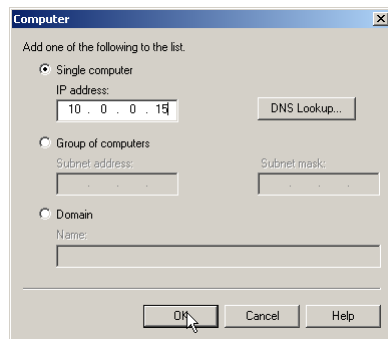 Computer
Add one of the following to the list.
Single computer
IP address:
10 . 0 . 0 . 15
DNS Lookup...
Group of computers
Subnet address:
Subnet mask:
Domain
Name:
OK
Cancel
Help